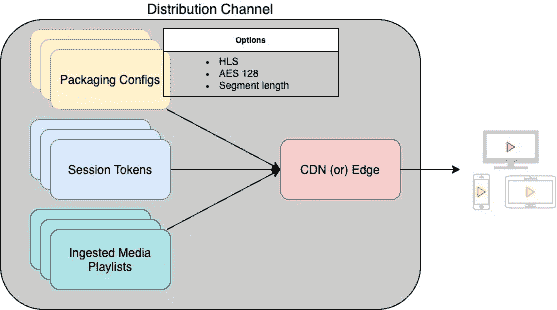 Distribution Channel
Options
HLS
AES 128
Segment length
Packaging Configs
Session Tokens
CDN (or) Edge
Ingested Media
Playlists